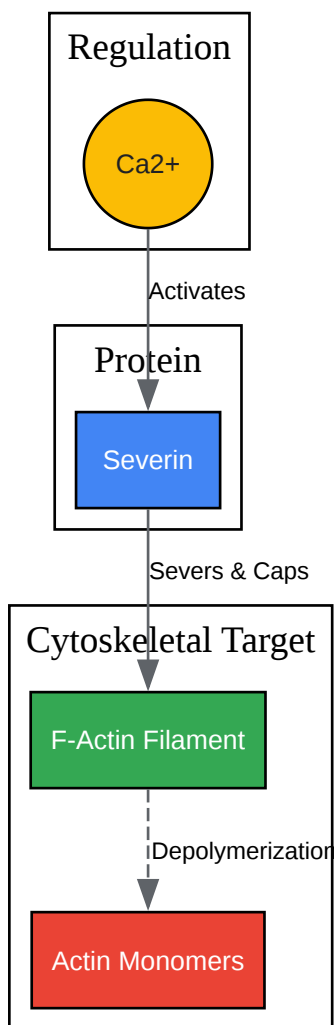 Regulation
Ca2+
Activates
Protein
Severin
Severs & Caps
Cytoskeletal Target
F-Actin Filament
Depolymerization
Actin Monomers